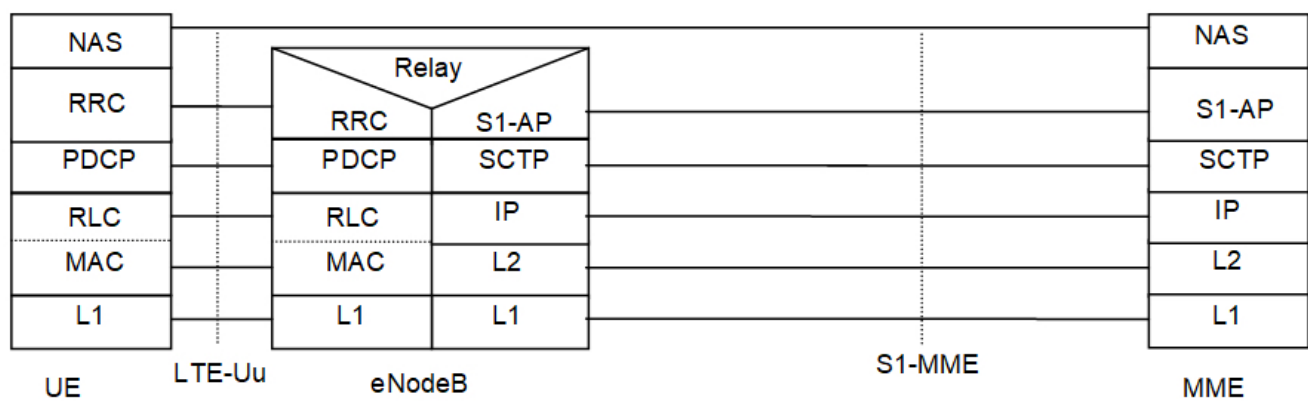 NAS NAS
Relay
RRC RRC S1-AP S1-AP
PDCP PDCP SCTP SCTP
RLC RLC IP IP
MAC MAC L2 L2
L1 L1 L1 L1
LTE-Uu S1-MME
UE eNodeB MME